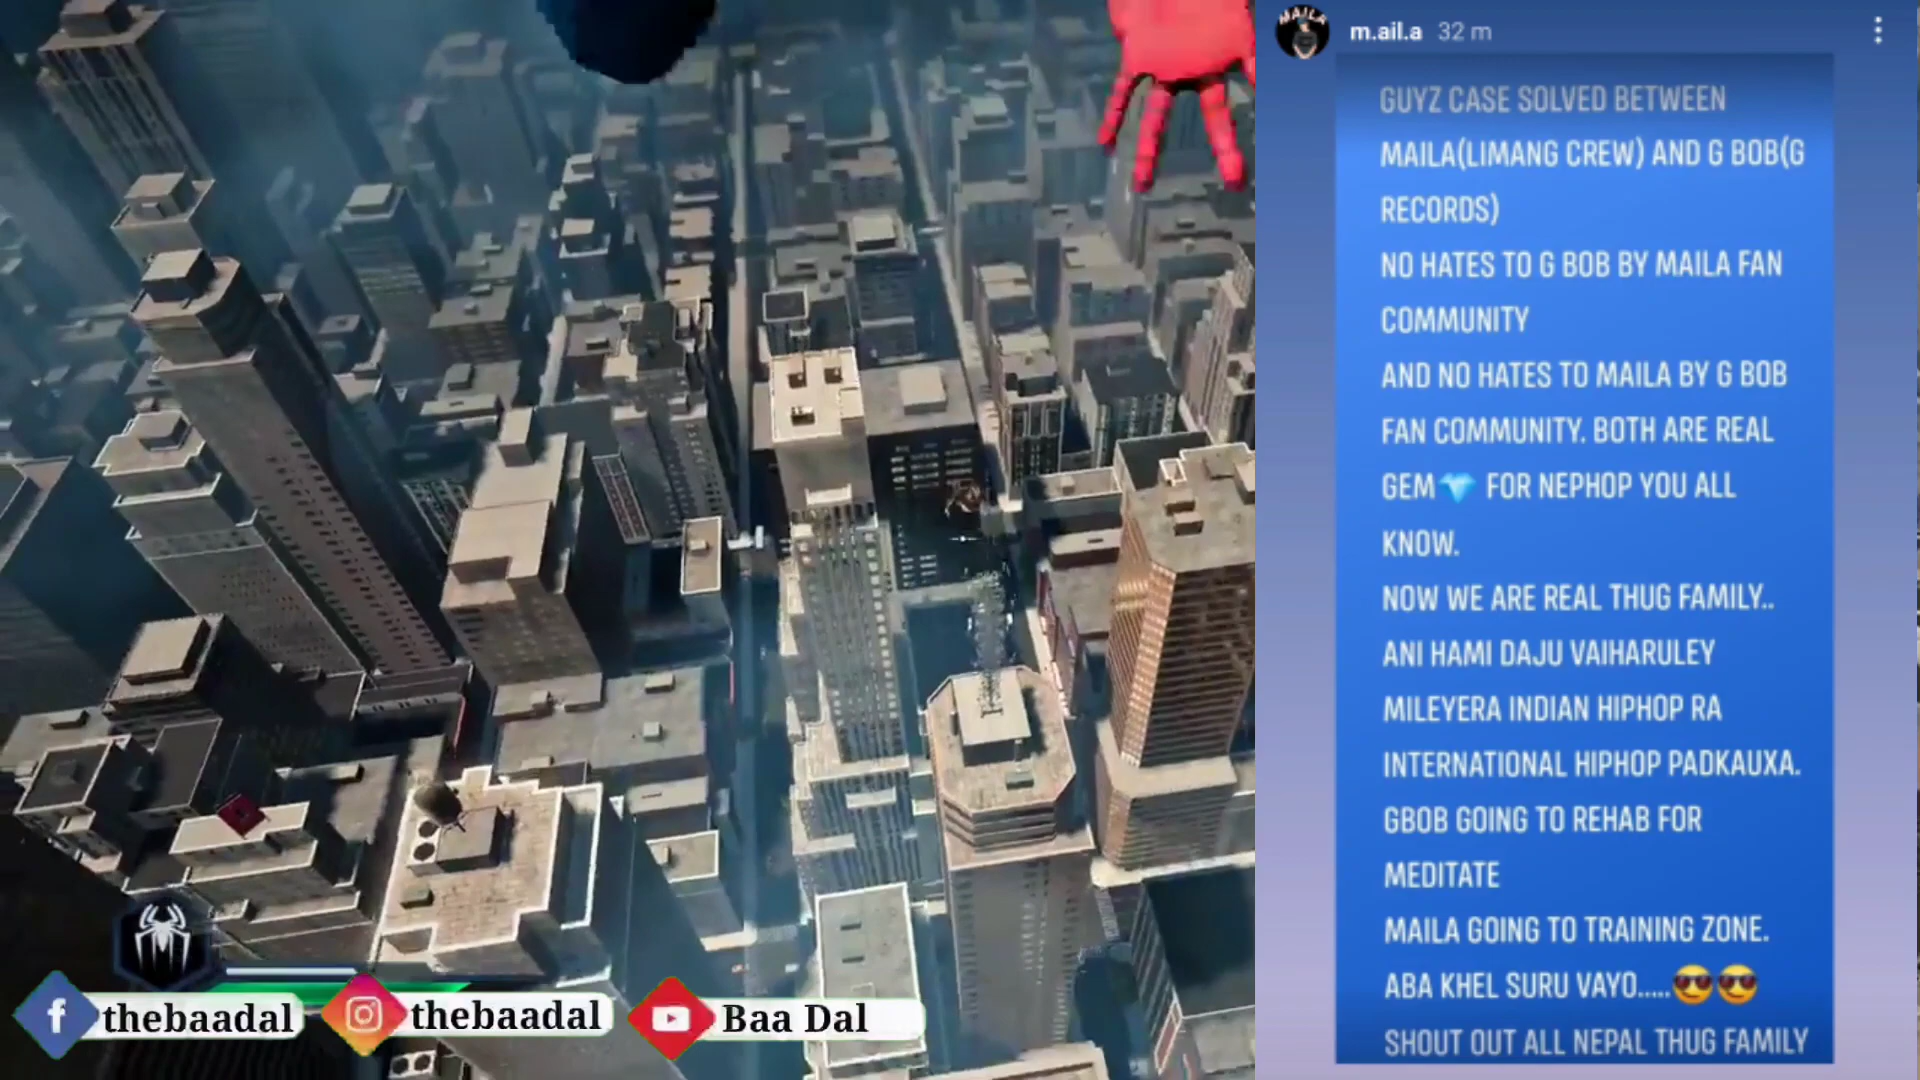 m.ail.a 32 m
GUYZ CASE SOLVED BETWEEN
MAILA(LIMANG CREW) AND G BOB(G
RECORDS)
NO HATES TO G BOB BY MAILA FAN
COMMUNITY
AND NO HATES TO MAILA BY G BOB
FAN COMMUNITY. BOTH ARE REAL
GEM💎 FOR NEPHOP YOU ALL
KNOW.
NOW WE ARE REAL THUG FAMILY..
ANI HAMI DAJU VAIHARULEY
MILEYERA INDIAN HIPHOP RA
INTERNATIONAL HIPHOP PADKAUXA.
GBOB GOING TO REHAB FOR
MEDITATE
MAILA GOING TO TRAINING ZONE.
ABA KHEL SURU VAYO.....😎😎
SHOUT OUT ALL NEPAL THUG FAMILY
MAILA
thebaadal thebaadal Baa Dal